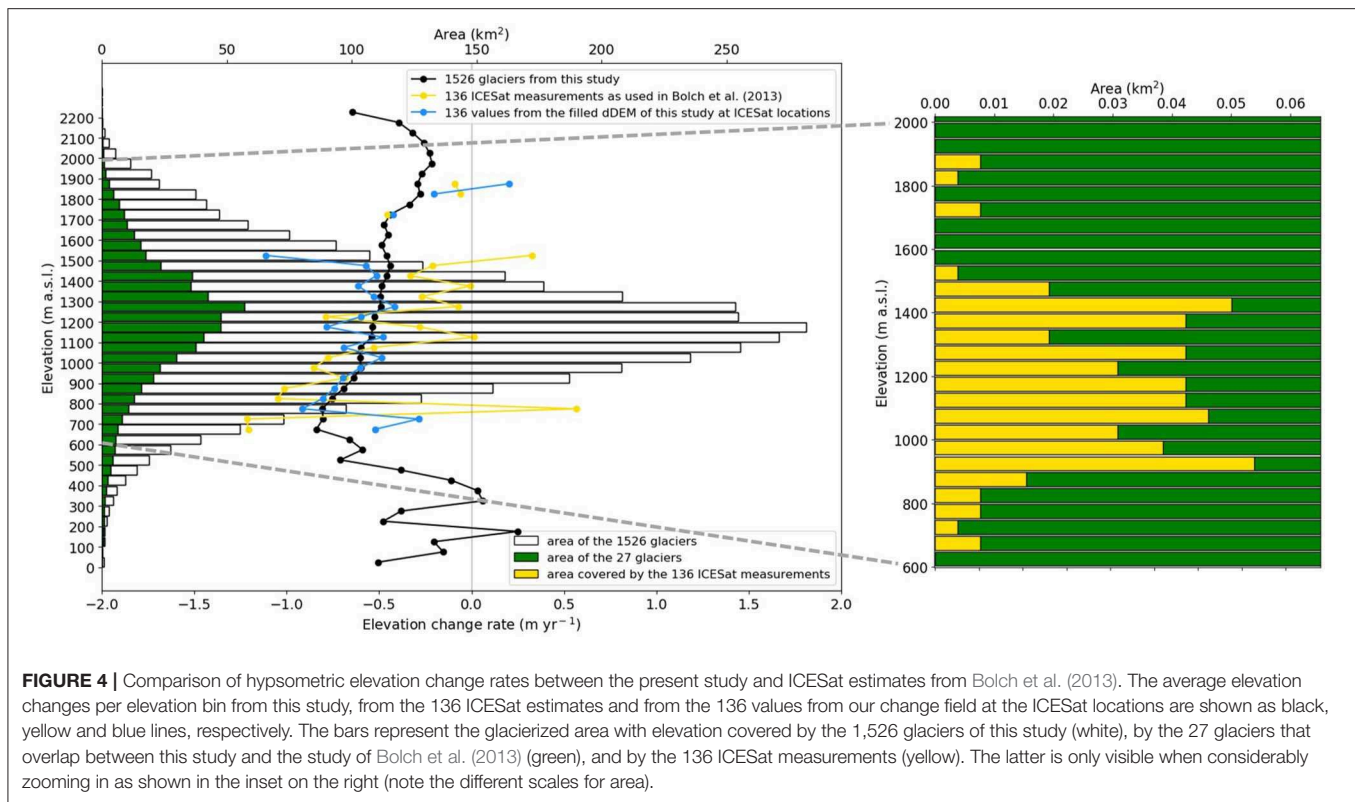 Area (km²)
0 50 100 150 200 250
1526 glaciers from this study
136 ICESat measurements as used in Bolch et al. (2013)
136 values from the filled dDEM of this study at ICESat locations
2200
2100
2000
1900
1800
1700
1600
1500
1400
1300
1200
1100
1000
900
800
700
600
500
400
300
200
100
0
Elevation (m a.s.l.)
area of the 1526 glaciers
area of the 27 glaciers
area covered by the 136 ICESat measurements
−2.0 −1.5 −1.0 −0.5 0.0 0.5 1.0 1.5 2.0
Elevation change rate (m yr⁻¹)
Area (km²)
0.00 0.01 0.02 0.03 0.04 0.05 0.06
2000
1800
1600
1400
1200
1000
800
600
Elevation (m a.s.l.)
FIGURE 4 | Comparison of hypsometric elevation change rates between the present study and ICESat estimates from Bolch et al. (2013). The average elevation
changes per elevation bin from this study, from the 136 ICESat estimates and from the 136 values from our change field at the ICESat locations are shown as black,
yellow and blue lines, respectively. The bars represent the glacierized area with elevation covered by the 1,526 glaciers of this study (white), by the 27 glaciers that
overlap between this study and the study of Bolch et al. (2013) (green), and by the 136 ICESat measurements (yellow). The latter is only visible when considerably
zooming in as shown in the inset on the right (note the different scales for area).